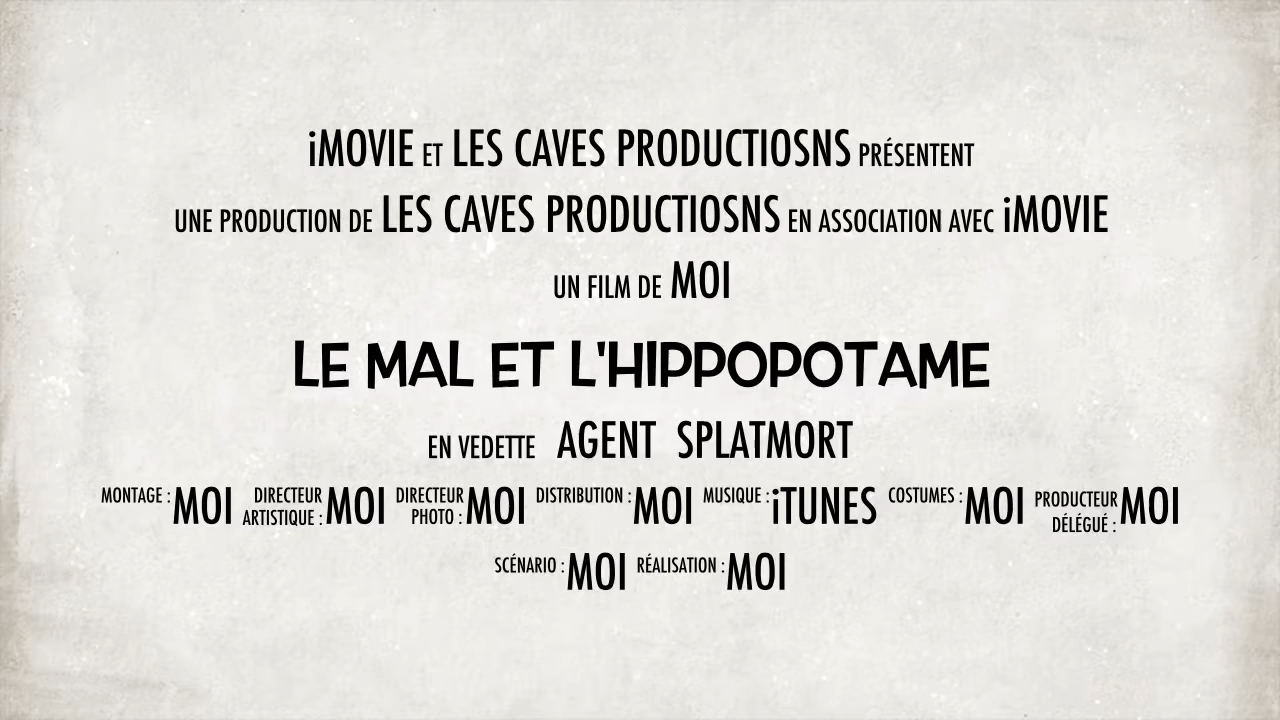 iMOVIE ET LES CAVES PRODUCTIOSNS PRÉSENTENT
UNE PRODUCTION DE LES CAVES PRODUCTIOSNS EN ASSOCIATION AVEC iMOVIE
UN FILM DE MOI
LE MAL ET L'HIPPOPOTAME
EN VEDETTE AGENT SPLATMORT
MONTAGE : MOI DIRECTEUR ARTISTIQUE : MOI DIRECTEUR PHOTO : MOI DISTRIBUTION : MOI MUSIQUE : iTUNES COSTUMES : MOI PRODUCTEUR DÉLÉGUÉ : MOI
SCÉNARIO : MOI RÉALISATION : MOI